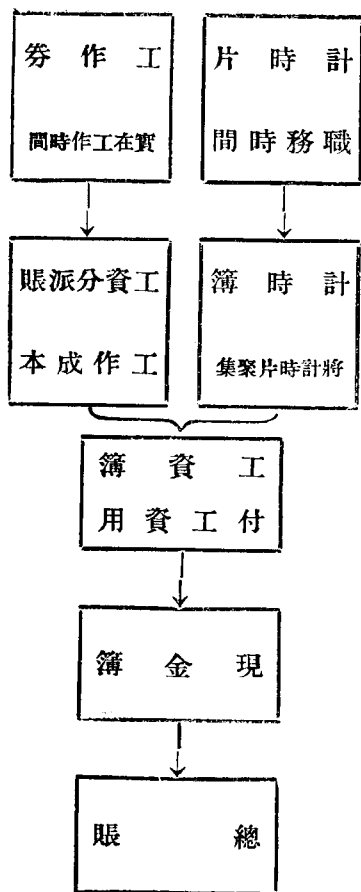 計時片
職務時間
工作劵
實在工作時間
計時簿
將計時片聚集
工資分派賬
工作成本
工資簿
付工資用
現金簿
總賬